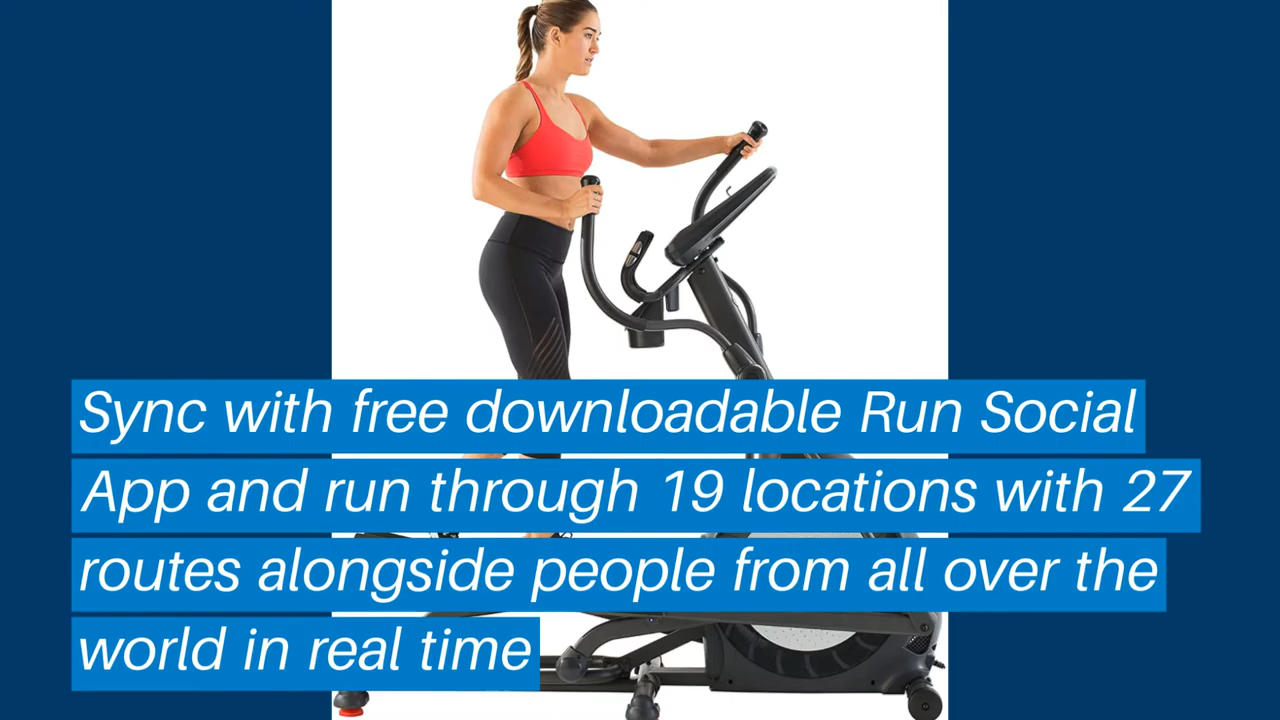 Sync with free downloadable Run Social
App and run through 19 locations with 27
routes alongside people from all over the
world in real time